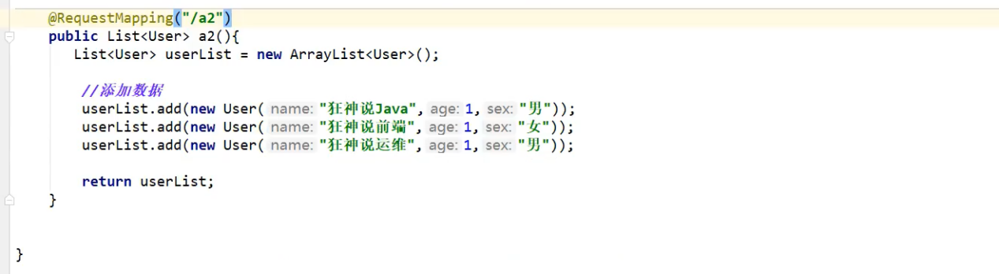 @RequestMapping("/a2")
public List<User> a2(){
List<User> userList = new ArrayList<User>();
//添加数据
userList.add(new User( name: "狂神说Java", age: 1, sex: "男"));
userList.add(new User( name: "狂神说前端", age: 1, sex: "女"));
userList.add(new User( name: "狂神说运维", age: 1, sex: "男"));
return userList;
}
}